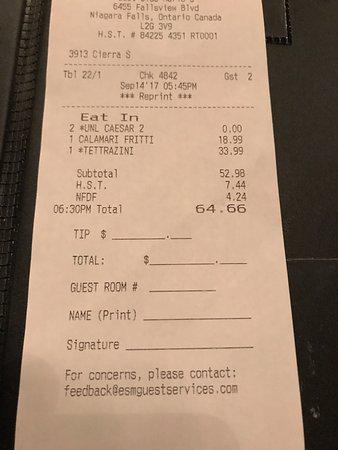 6455 Fallsview Blvd
Niagara Falls, Ontario Canada
L2G 3V9
H.S.T. # 84225 4351 RT0001
3913 Cierra S
Tbl 22/1 Chk 4842 Gst 2
Sep14'17 05:45PM
*** Reprint ***
Eat In
2 *UNL CAESAR 2 0.00
1 CALAMARI FRITTI 18.99
1 *TETTRAZINI 33.99
Subtotal 52.98
H.S.T. 7.44
NFDF 4.24
06:30PM Total 64.66
TIP $ ________.___
TOTAL: $________.___
GUEST ROOM # __________
NAME (Print) ________________
Signature ________________
For concerns, please contact:
feedback@esmguestservices.com